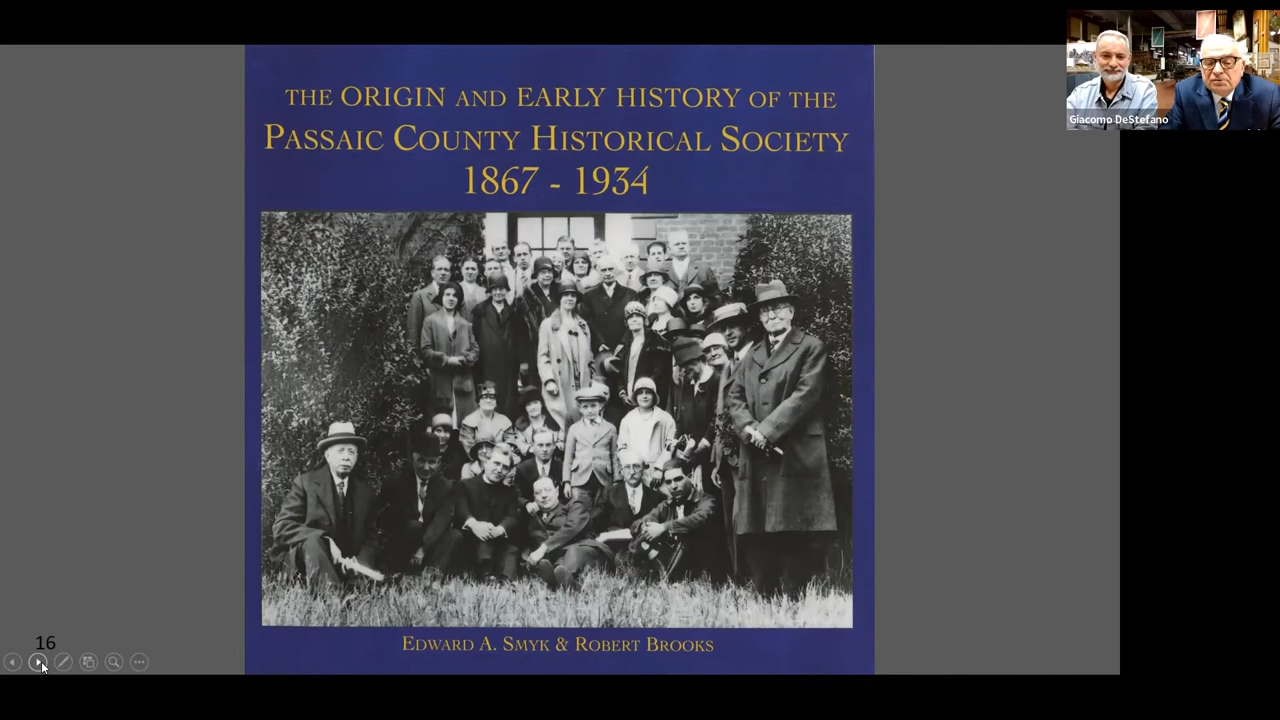 THE ORIGIN AND EARLY HISTORY OF THE
PASSAIC COUNTY HISTORICAL SOCIETY
1867 - 1934
EDWARD A. SMYK & ROBERT BROOKS
16
Giacomo DeStefano